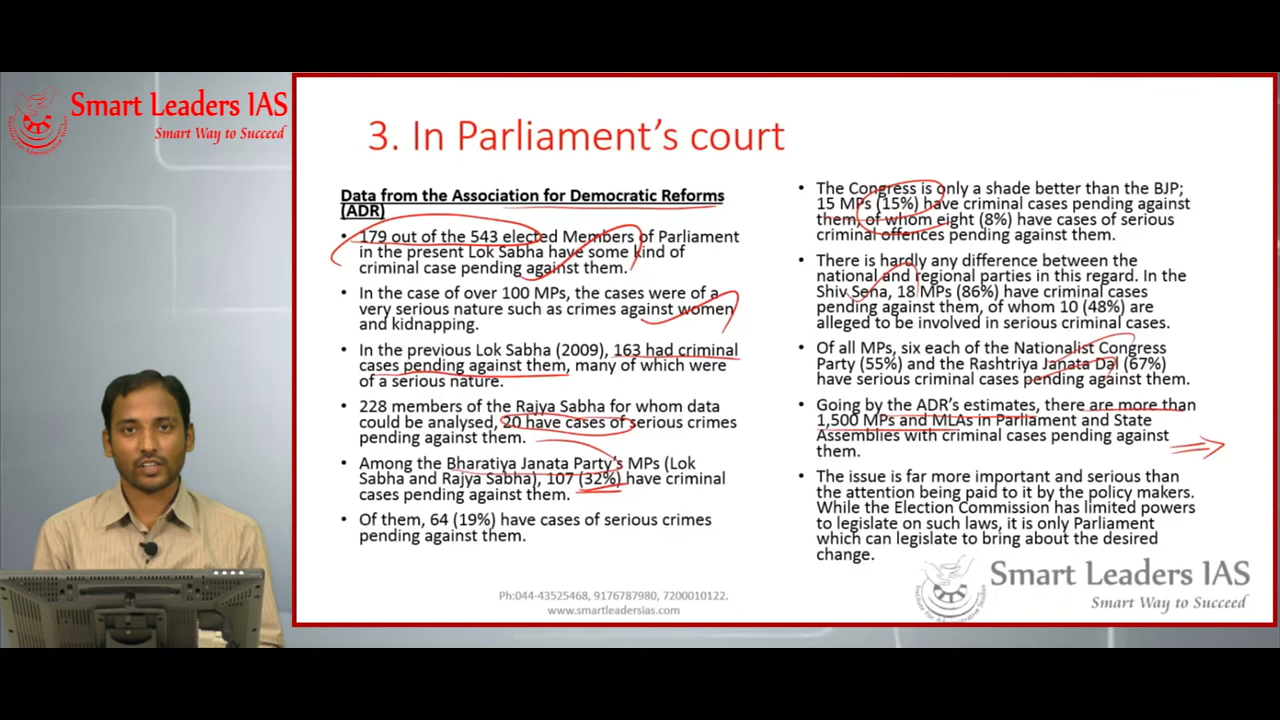 Smart Leaders IAS
Smart Way to Succeed
3. In Parliament's court
Data from the Association for Democratic Reforms
(ADR)
• 179 out of the 543 elected Members of Parliament
in the present Lok Sabha have some kind of
criminal case pending against them.
• In the case of over 100 MPs, the cases were of a
very serious nature such as crimes against women
and kidnapping.
• In the previous Lok Sabha (2009), 163 had criminal
cases pending against them, many of which were
of a serious nature.
• 228 members of the Rajya Sabha for whom data
could be analysed, 20 have cases of serious crimes
pending against them.
• Among the Bharatiya Janata Party's MPs (Lok
Sabha and Rajya Sabha), 107 (32%) have criminal
cases pending against them.
• Of them, 64 (19%) have cases of serious crimes
pending against them.
• The Congress is only a shade better than the BJP;
15 MPs (15%) have criminal cases pending against
them, of whom eight (8%) have cases of serious
criminal offences pending against them.
• There is hardly any difference between the
national and regional parties in this regard. In the
Shiv Sena, 18 MPs (86%) have criminal cases
pending against them, of whom 10 (48%) are
alleged to be involved in serious criminal cases.
• Of all MPs, six each of the Nationalist Congress
Party (55%) and the Rashtriya Janata Dal (67%)
have serious criminal cases pending against them.
• Going by the ADR's estimates, there are more than
1,500 MPs and MLAs in Parliament and State
Assemblies with criminal cases pending against
them.
• The issue is far more important and serious than
the attention being paid to it by the policy makers.
While the Election Commission has limited powers
to legislate on such laws, it is only Parliament
which can legislate to bring about the desired
change.
Ph:044-43525468, 9176787980, 7200010122.
www.smartleadersias.com
Smart Leaders IAS
Smart Way to Succeed